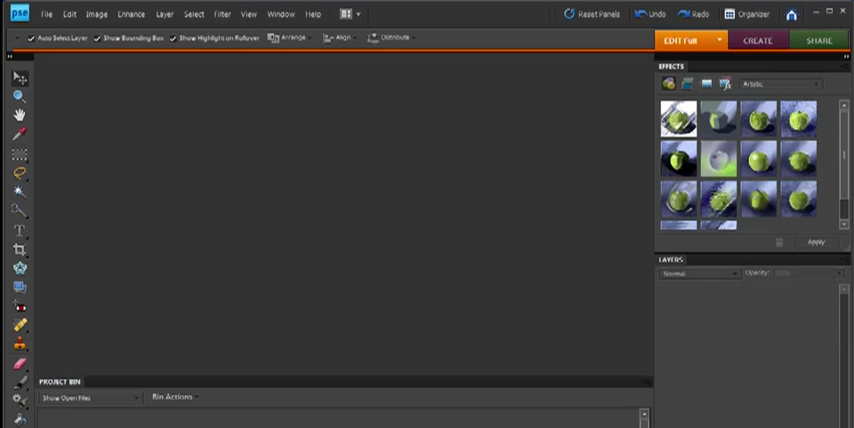 pse File Edit Image Enhance Layer Select Filter View Window Help Reset Panels Undo Redo Organizer
Auto Select Layer Show Bounding Box Show Highlight on Rollover Arrange Align Distribute EDIT Full CREATE SHARE
EFFECTS
Artistic
T
Apply
LAYERS
Normal Opacity: 100%
PROJECT BIN
Show Open Files Bin Actions